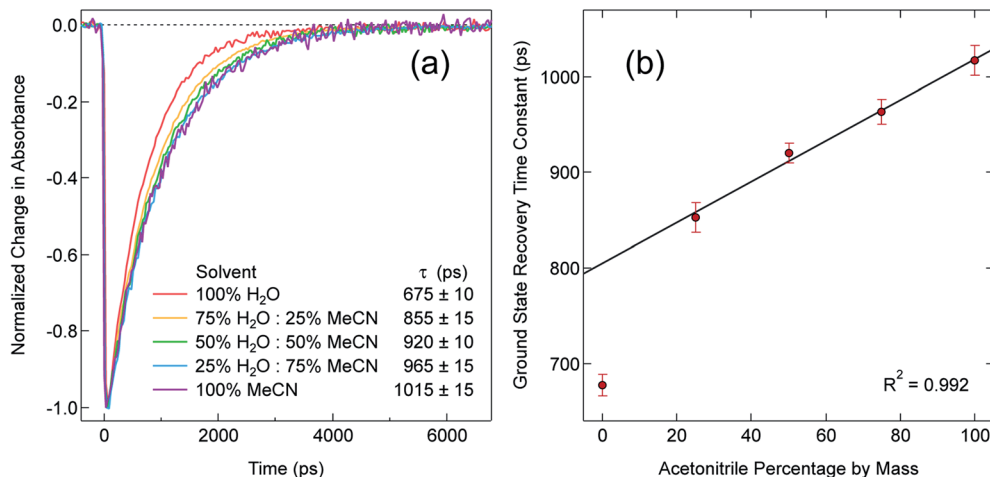 (a)
Normalized Change in Absorbance
0.0
-0.2
-0.4
-0.6
-0.8
-1.0
Solvent τ (ps)
100% H₂O 675 ± 10
75% H₂O : 25% MeCN 855 ± 15
50% H₂O : 50% MeCN 920 ± 10
25% H₂O : 75% MeCN 965 ± 15
100% MeCN 1015 ± 15
0 2000 4000 6000
Time (ps)
(b)
Ground State Recovery Time Constant (ps)
1000
900
800
700
R² = 0.992
0 20 40 60 80 100
Acetonitrile Percentage by Mass